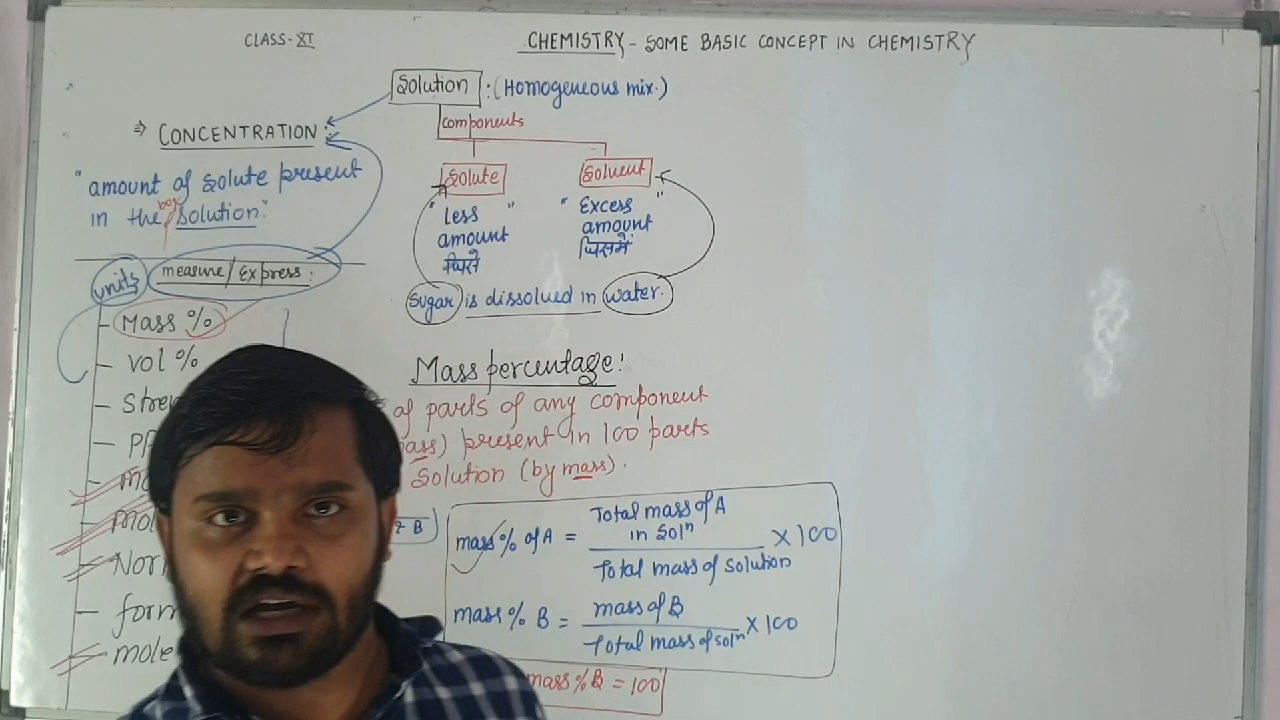 CLASS-XI
CHEMISTRY - SOME BASIC CONCEPT IN CHEMISTRY
Solution : (Homogeneous mix.)
components
Solute
Solvent
"Less amount
जिसे
"
"Excess amount
जिसमें
"
Sugar is dissolved in water.
⇒ CONCENTRATION :
"amount of solute present
in the solution."
box
units
measure/Express :
Mass %
vol %
Mass percentage!
of parts of any component
ass) present in 100 parts
Solution (by mass).
& B
mass% of A = Total mass of A in solⁿ / Total mass of solution × 100
mass % B = mass of B / Total mass of solⁿ × 100
mass % B = 100